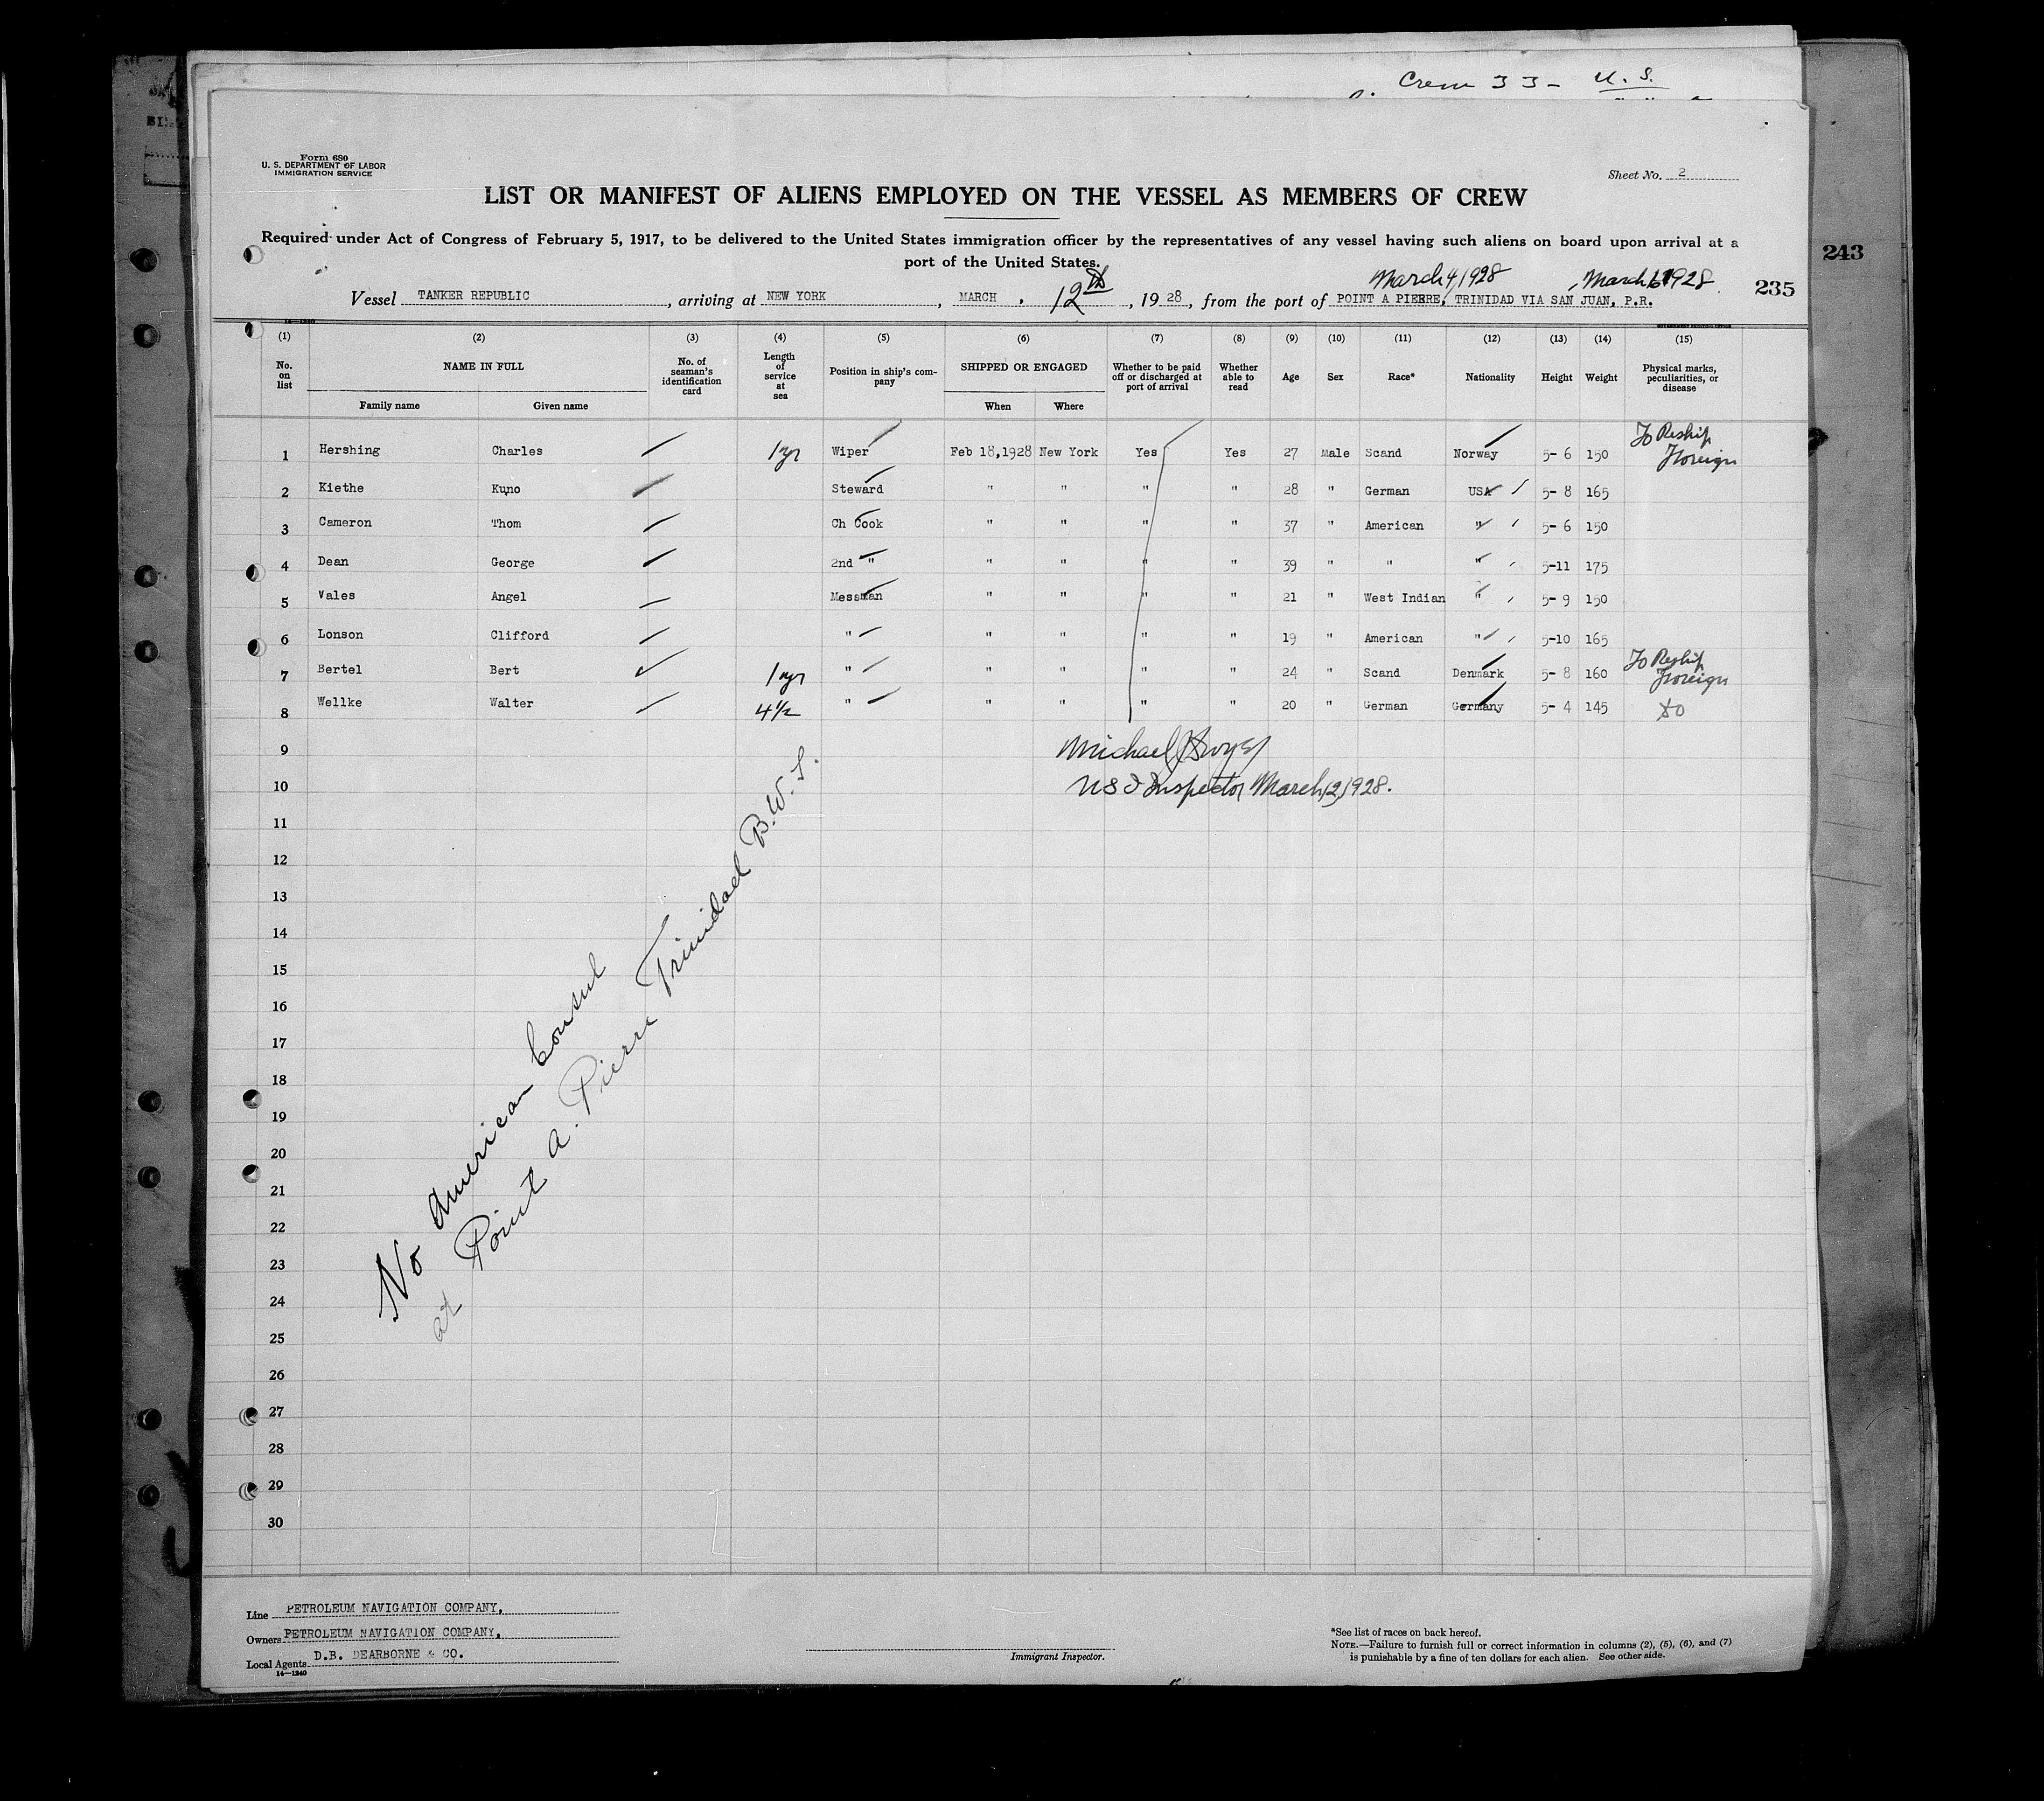 Crew 33- U. S.
Form 680
U. S. DEPARTMENT OF LABOR
IMMIGRATION SERVICE
Sheet No. 2
LIST OR MANIFEST OF ALIENS EMPLOYED ON THE VESSEL AS MEMBERS OF CREW
Required under Act of Congress of February 5, 1917, to be delivered to the United States immigration officer by the representatives of any vessel having such aliens on board upon arrival at a
port of the United States.
243
March 4, 1928 , March 6 1928
Vessel TANKER REPUBLIC , arriving at NEW YORK , MARCH , 12th , 19 28 , from the port of POINT A PIERRE, TRINIDAD VIA SAN JUAN, P.R. 235
(1) (2) (3) (4) (5) (6) (7) (8) (9) (10) (11) (12) (13) (14) (15)
No. on list NAME IN FULL Family name Given name No. of seaman's identification card Length of service at sea Position in ship's company SHIPPED OR ENGAGED When Where Whether to be paid off or discharged at port of arrival Whether able to read Age Sex Race* Nationality Height Weight Physical marks, peculiarities, or disease
1 Hershing Charles 1 yr Wiper Feb 18,1928 New York Yes Yes 27 Male Scand Norway 5- 6 150 To Reship Foreign
2 Kiethe Kuno Steward " " " " 28 " German USA 5- 8 165
3 Cameron Thom Ch Cook " " " " 37 " American " 5- 6 150
4 Dean George 2nd " " " " " 39 " " " 5-11 175
5 Vales Angel Messman " " " " 21 " West Indian " 5- 9 150
6 Lonson Clifford " " " " " 19 " American " 5-10 165
7 Bertel Bert 1 yr " " " " " 24 " Scand Denmark 5- 8 160 To Reship Foreign
8 Wellke Walter 4½ " " " " " 20 " German Germany 5- 4 145 do
9 Michael
10 U S I Inspector March 12, 1928.
11
12
13
14
15
16
17
18
19
20
21
22
23
24
25
26
27
28
29
30
No American Consul
at Point a. Pierre Trinidad B.W.I.
Line PETROLEUM NAVIGATION COMPANY,
Owners PETROLEUM NAVIGATION COMPANY,
Local Agents D.B. DEARBORNE & CO.
14—1240
Immigrant Inspector.
*See list of races on back hereof.
NOTE.—Failure to furnish full or correct information in columns (2), (5), (6), and (7)
is punishable by a fine of ten dollars for each alien. See other side.